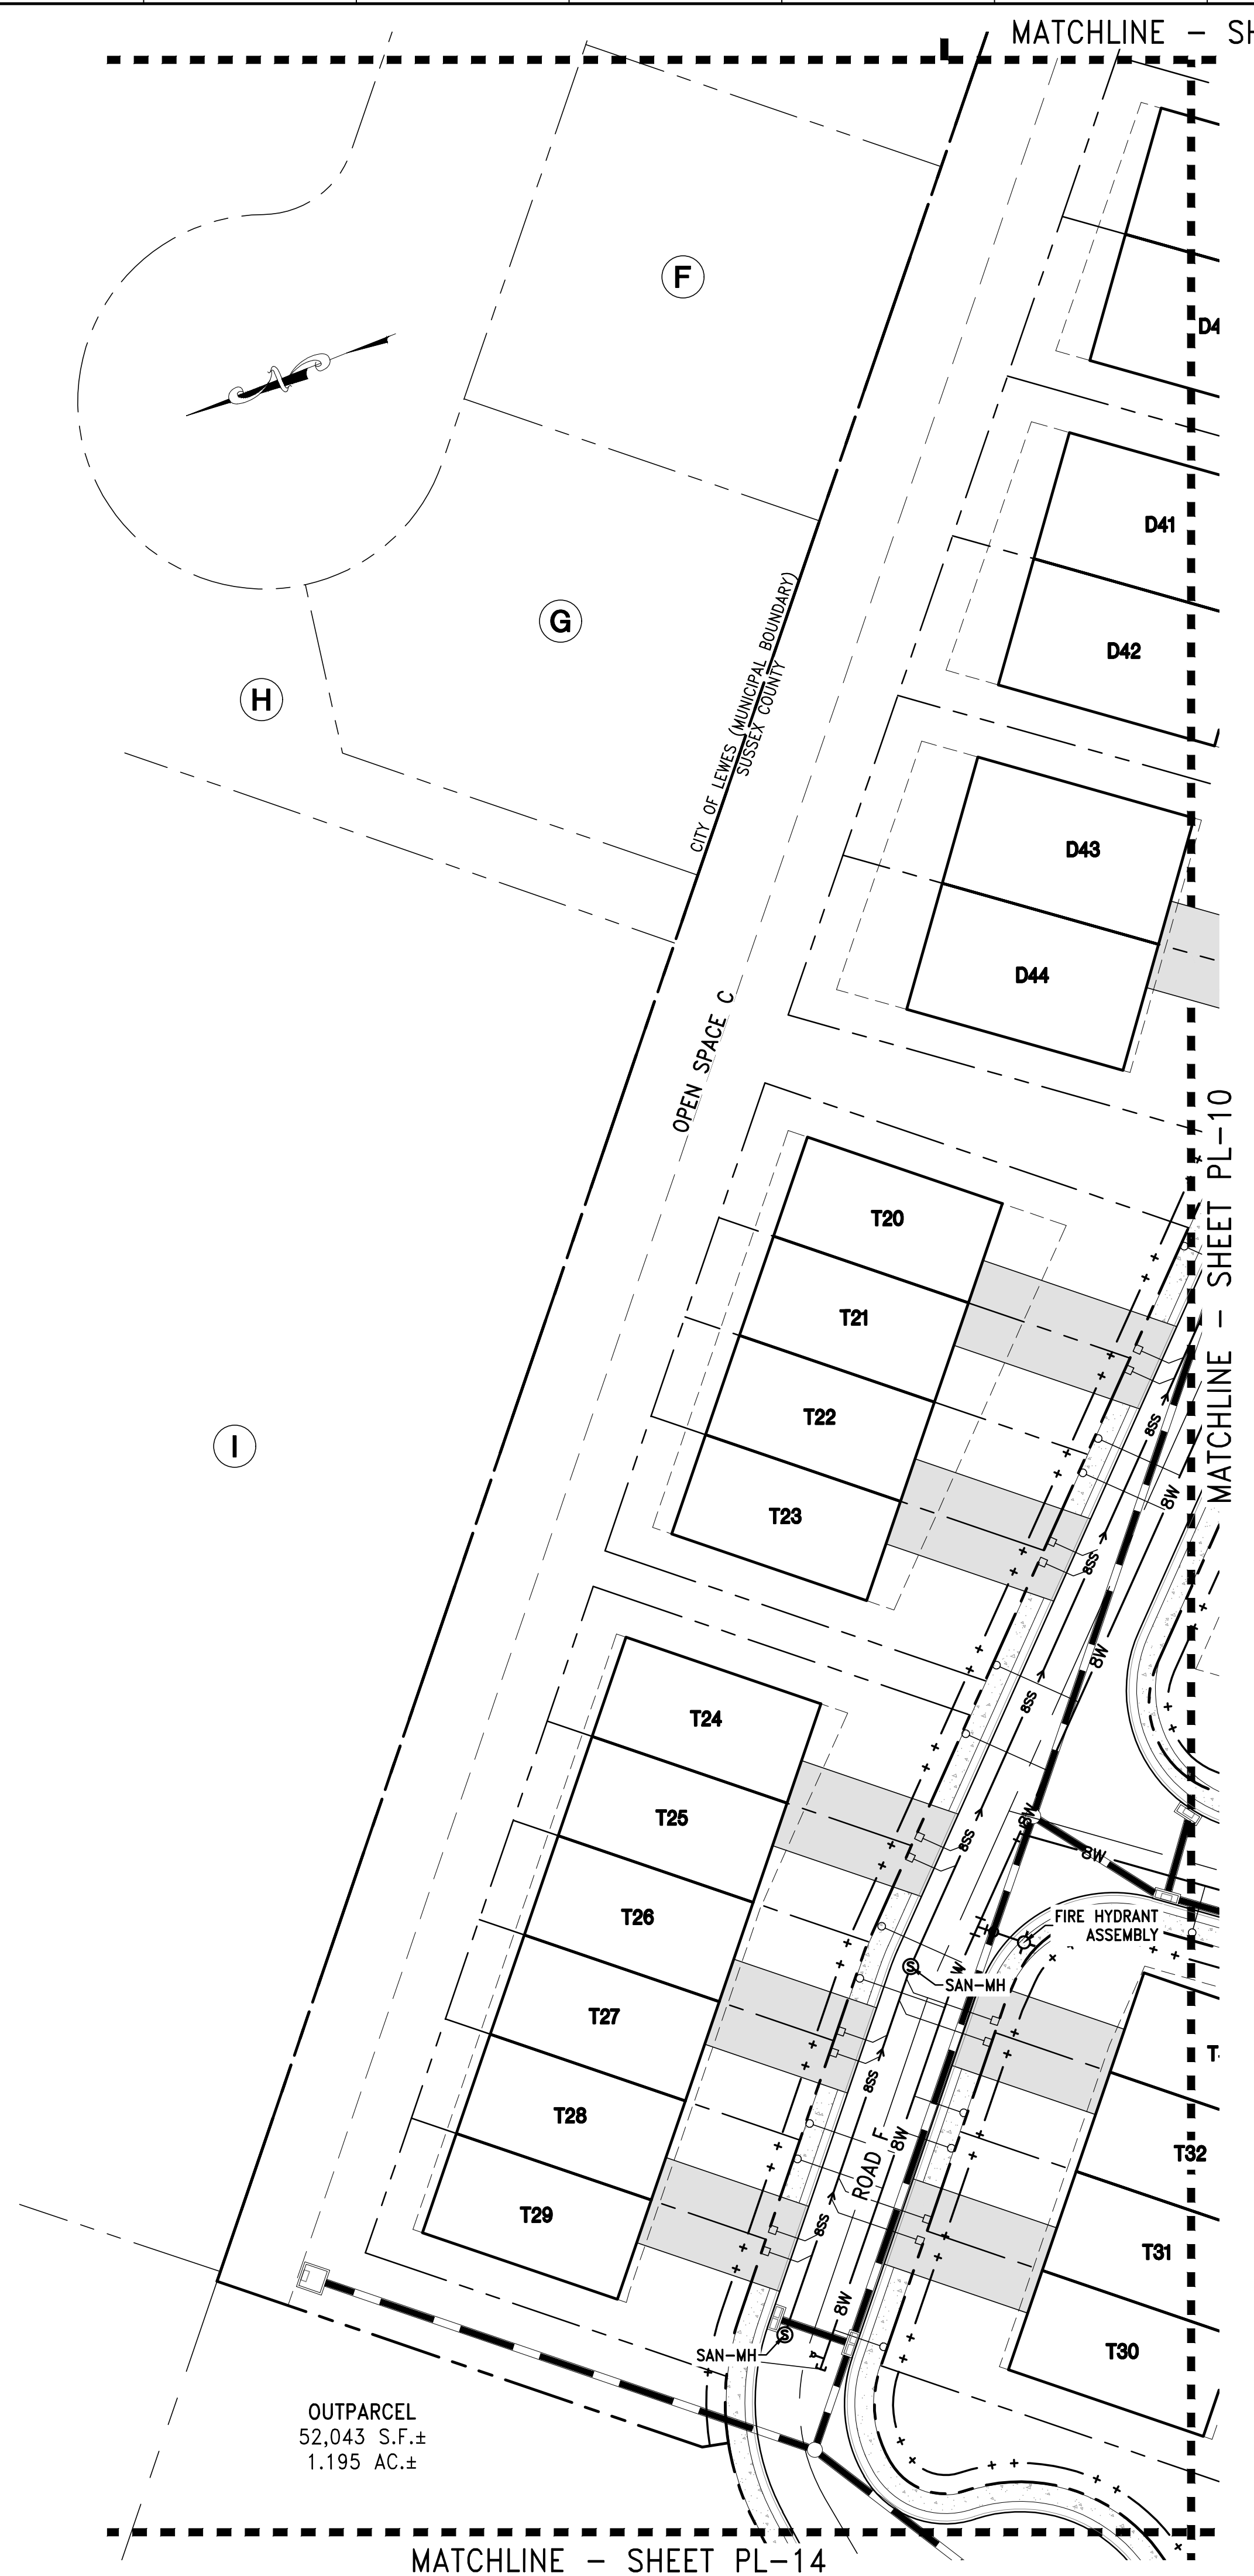 MATCHLINE - SH
F
D4
D41
G
D42
H
CITY OF LEWES (MUNICIPAL BOUNDARY)
SUSSEX COUNTY
D43
D44
OPEN SPACE C
MATCHLINE - SHEET PL-10
T20
T21
T22
T23
I
8SS
8W
8SS
8W
8SS
T24
T25
8SS
8W
8W
T26
FIRE HYDRANT
ASSEMBLY
W
SAN-MH
T27
T
8SS
T28
ROAD F
8W
T32
T29
8SS
T31
8W
SAN-MH
T30
OUTPARCEL
52,043 S.F.±
1.195 AC.±
MATCHLINE - SHEET PL-14